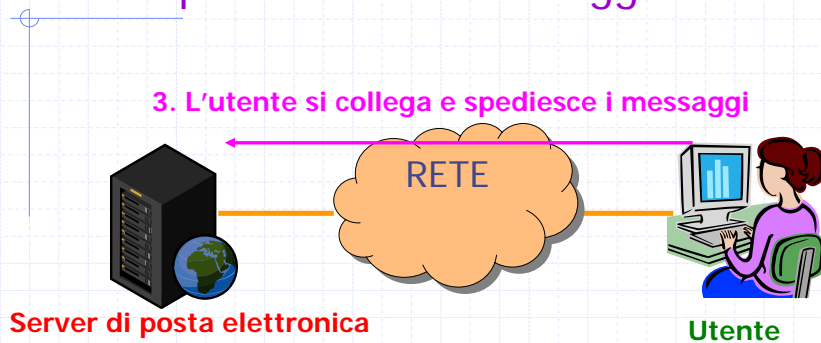 3. L'utente si collega e spediesce i messaggi
RETE
Server di posta elettronica
Utente